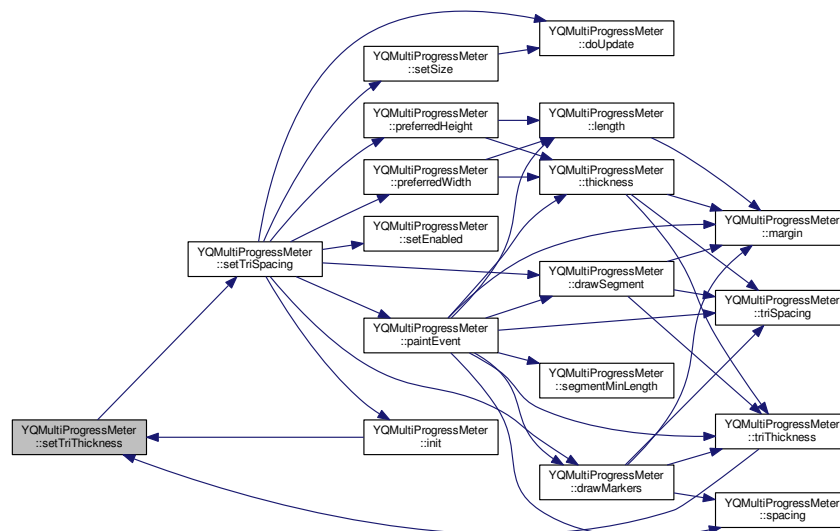 YQMultiProgressMeter
::doUpdate
YQMultiProgressMeter
::setSize
YQMultiProgressMeter
::preferredHeight
YQMultiProgressMeter
::length
YQMultiProgressMeter
::preferredWidth
YQMultiProgressMeter
::thickness
YQMultiProgressMeter
::setEnabled
YQMultiProgressMeter
::margin
YQMultiProgressMeter
::setTriSpacing
YQMultiProgressMeter
::drawSegment
YQMultiProgressMeter
::triSpacing
YQMultiProgressMeter
::paintEvent
YQMultiProgressMeter
::segmentMinLength
YQMultiProgressMeter
::setTriThickness
YQMultiProgressMeter
::init
YQMultiProgressMeter
::triThickness
YQMultiProgressMeter
::drawMarkers
YQMultiProgressMeter
::spacing